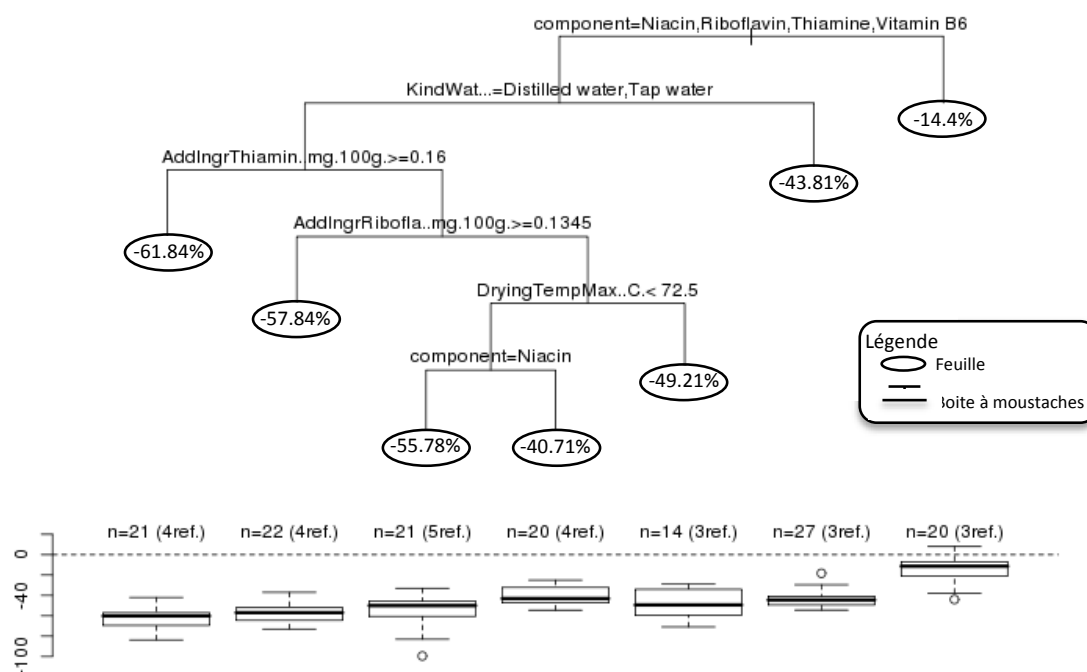 component=Niacin,Riboflavin,Thiamine,Vitamin B6
KindWat...=Distilled water,Tap water
-14.4%
AddIngrThiamin..mg.100g.>=0.16
-43.81%
AddIngrRibofla..mg.100g.>=0.1345
-61.84%
DryingTempMax..C.< 72.5
-57.84%
Légende
Feuille
Boite à moustaches
component=Niacin
-49.21%
-55.78%
-40.71%
n=21 (4ref.)
n=22 (4ref.)
n=21 (5ref.)
n=20 (4ref.)
n=14 (3ref.)
n=27 (3ref.)
n=20 (3ref.)
0
-40
-100